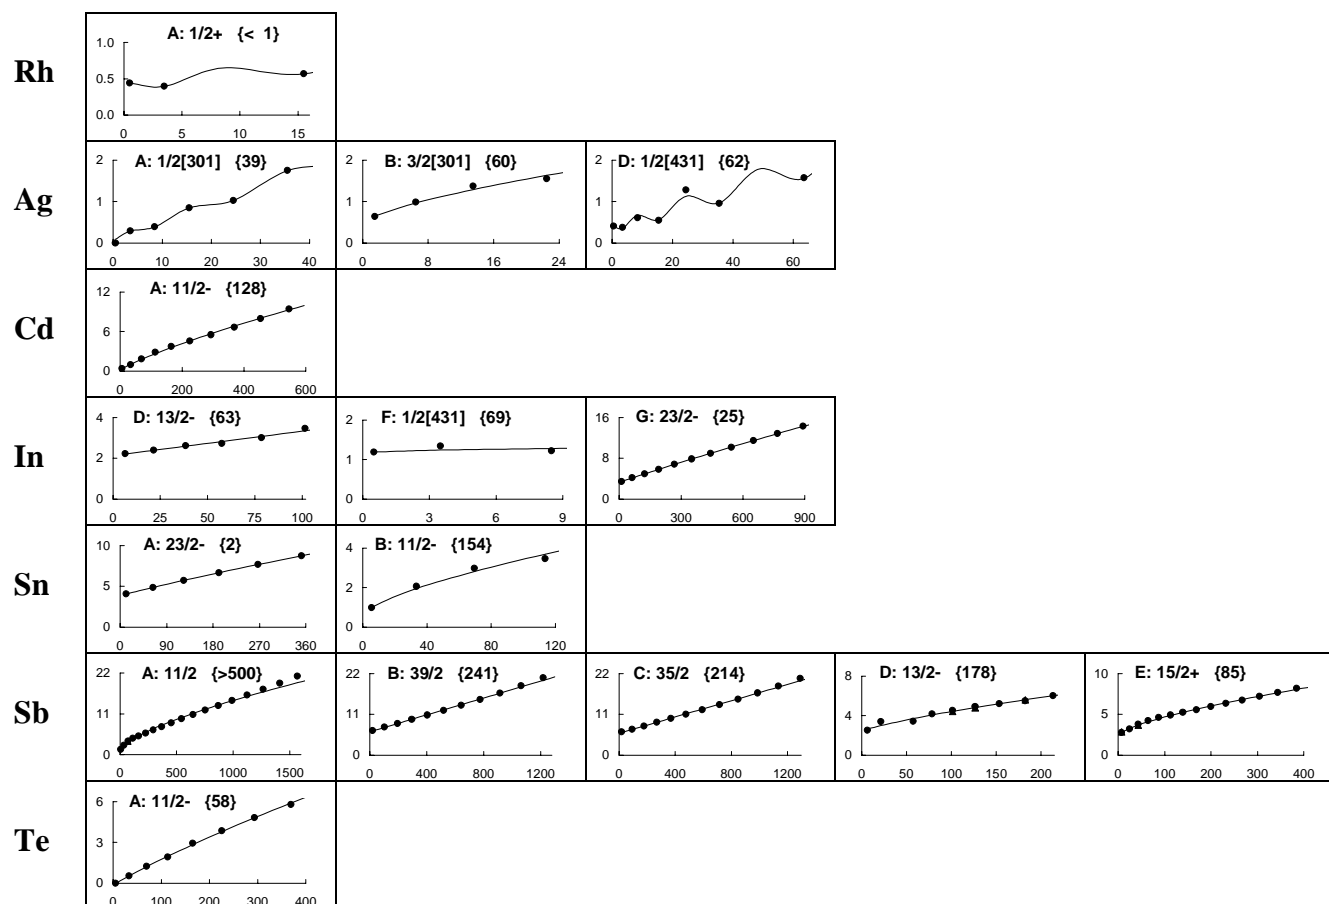 Rh
A: 1/2+ {< 1}
1.0
0.5
0.0
0 5 10 15
Ag
A: 1/2[301] {39}
2
1
0
0 10 20 30 40
B: 3/2[301] {60}
2
1
0
0 8 16 24
D: 1/2[431] {62}
2
1
0
0 20 40 60
Cd
A: 11/2- {128}
12
6
0
0 200 400 600
In
D: 13/2- {63}
4
2
0
0 25 50 75 100
F: 1/2[431] {69}
2
1
0
0 3 6 9
G: 23/2- {25}
16
8
0
0 300 600 900
Sn
A: 23/2- {2}
10
5
0
0 90 180 270 360
B: 11/2- {154}
4
2
0
0 40 80 120
Sb
A: 11/2 {>500}
22
11
0
0 500 1000 1500
B: 39/2 {241}
22
11
0
0 400 800 1200
C: 35/2 {214}
22
11
0
0 400 800 1200
D: 13/2- {178}
8
4
0
0 50 100 150 200
E: 15/2+ {85}
10
5
0
0 100 200 300 400
Te
A: 11/2- {58}
6
3
0
0 100 200 300 400